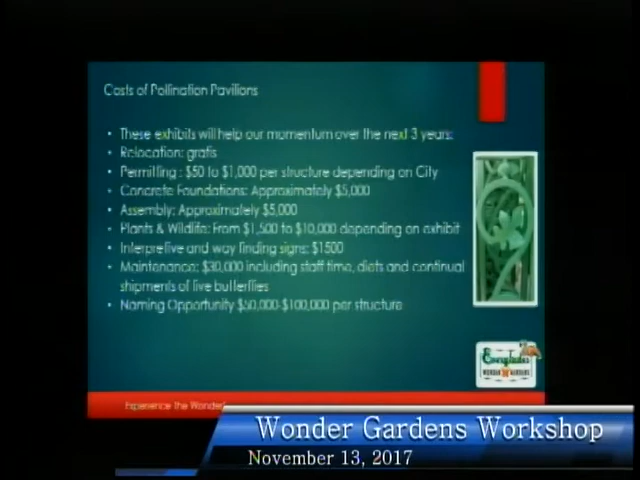 Costs of Pollination Pavilions
• These exhibits will help our momentum over the next 3 years:
• Relocation: gratis
• Permitting : $50 to $1,000 per structure depending on City
• Concrete Foundations: Approximately $5,000
• Assembly: Approximately $5,000
• Plants & Wildlife: From $1,500 to $10,000 depending on exhibit
• Interpretive and way finding signs: $1500
• Maintenance: $30,000 including staff time, diets and continual
shipments of live butterflies
• Naming Opportunity $50,000-$100,000 per structure
Everglades
WONDER GARDENS
Experience the Wonder!
Wonder Gardens Workshop
November 13, 2017